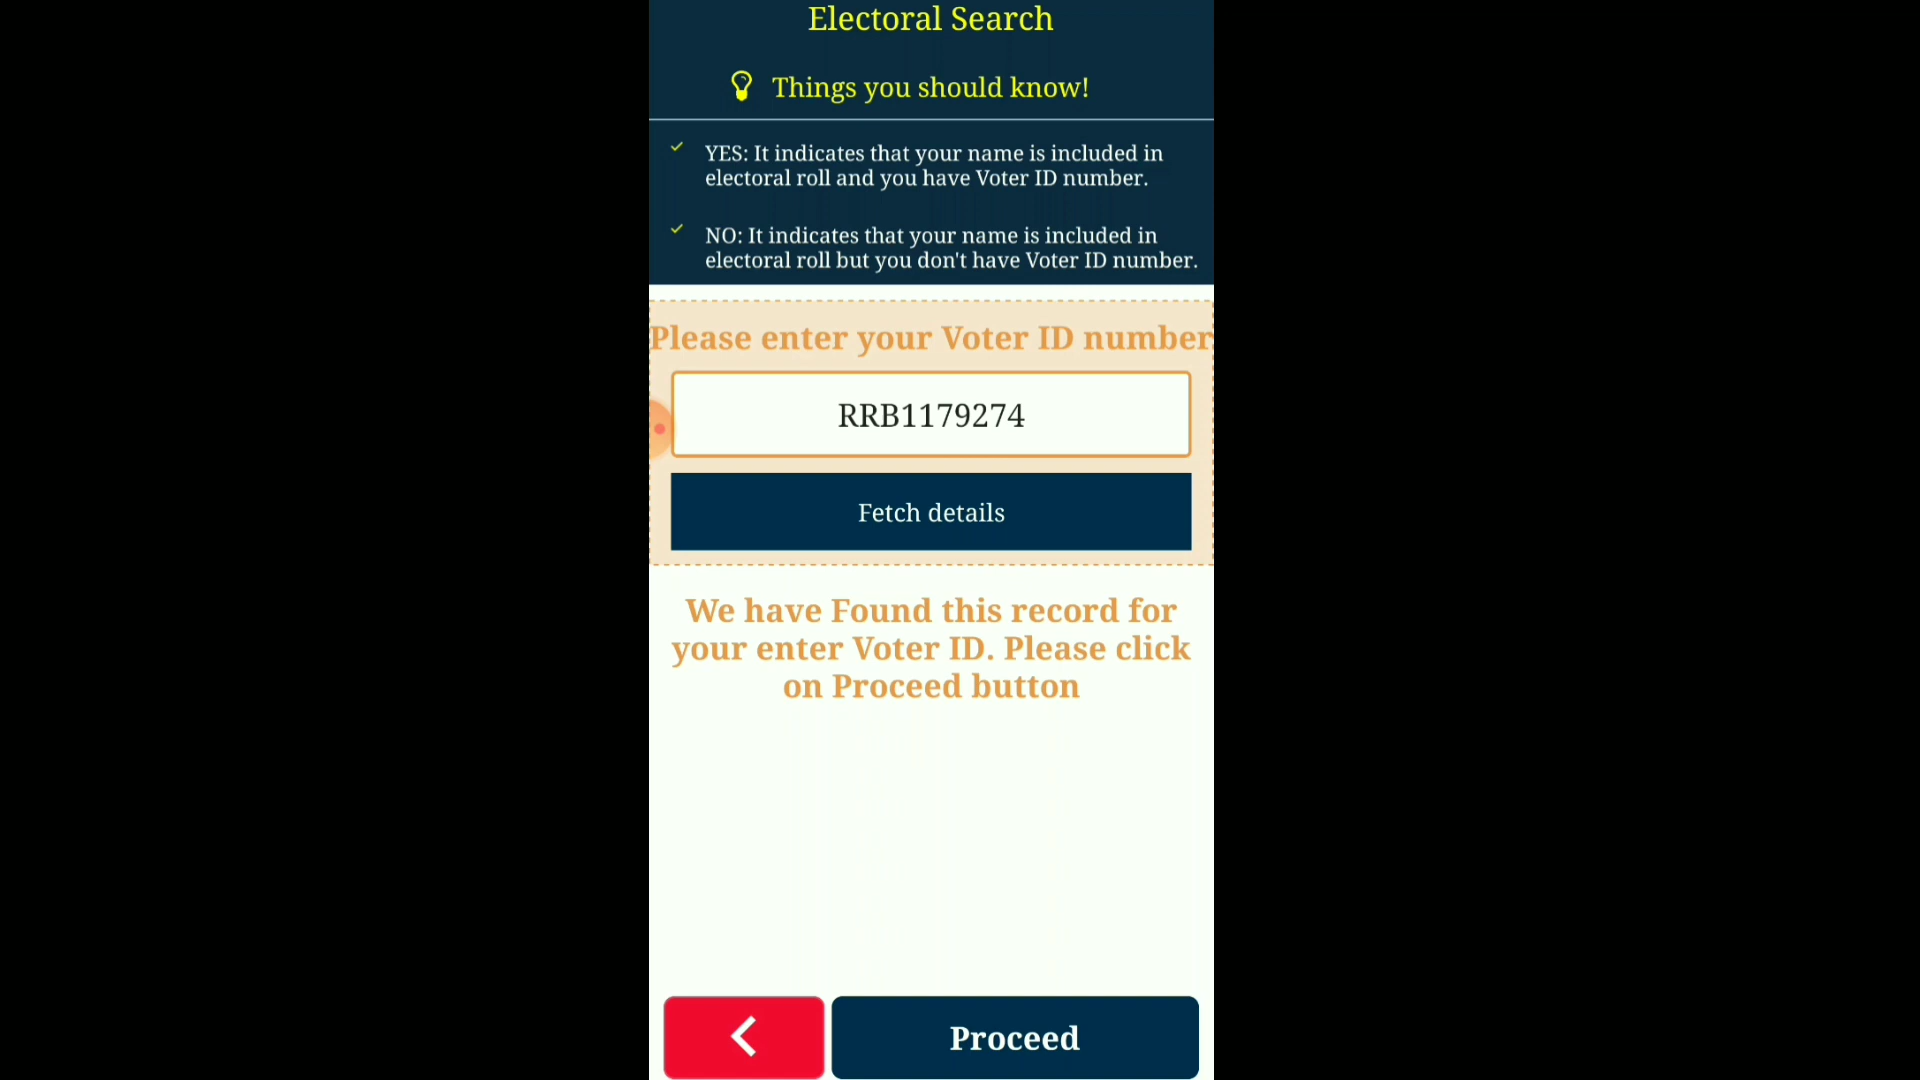 Electoral Search
Things you should know!
YES: It indicates that your name is included in
electoral roll and you have Voter ID number.
NO: It indicates that your name is included in
electoral roll but you don't have Voter ID number.
Please enter your Voter ID number
RRB1179274
Fetch details
We have Found this record for
your enter Voter ID. Please click
on Proceed button
Proceed